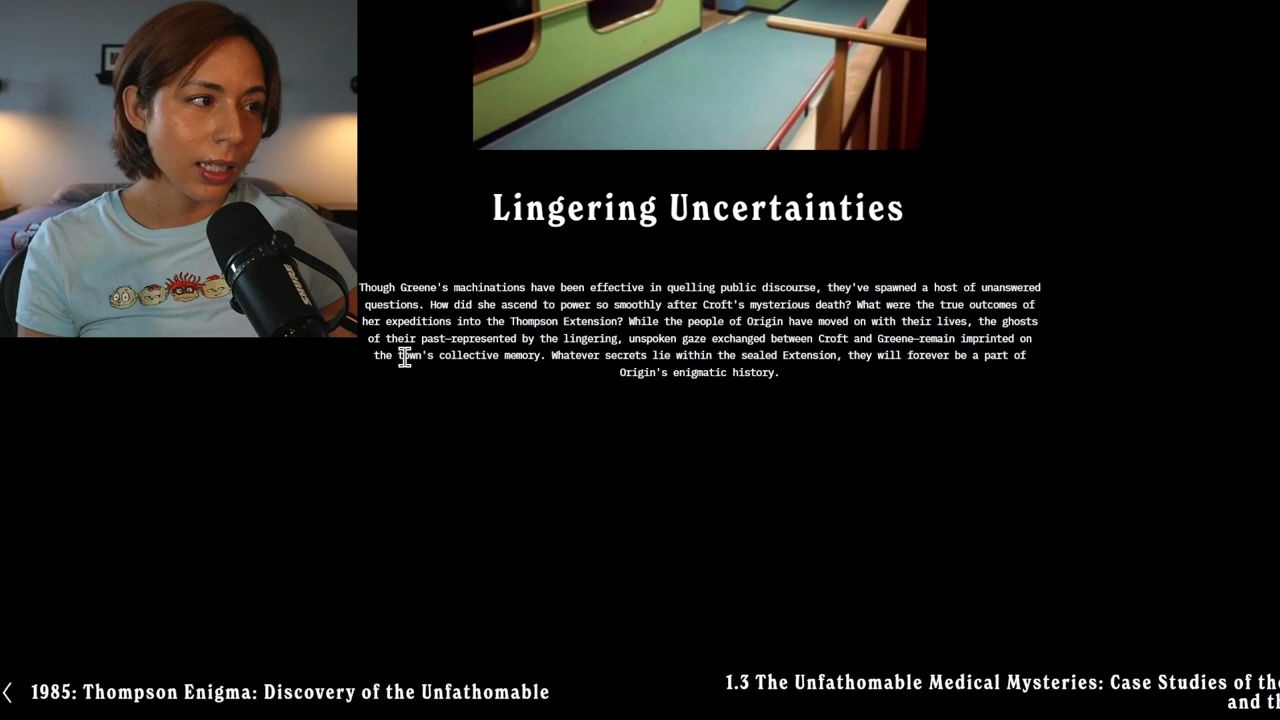 Lingering Uncertainties
Though Greene's machinations have been effective in quelling public discourse, they've spawned a host of unanswered
questions. How did she ascend to power so smoothly after Croft's mysterious death? What were the true outcomes of
her expeditions into the Thompson Extension? While the people of Origin have moved on with their lives, the ghosts
of their past—represented by the lingering, unspoken gaze exchanged between Croft and Greene—remain imprinted on
the town's collective memory. Whatever secrets lie within the sealed Extension, they will forever be a part of
Origin's enigmatic history.
SHURE
1985: Thompson Enigma: Discovery of the Unfathomable
1.3 The Unfathomable Medical Mysteries: Case Studies of the
and th